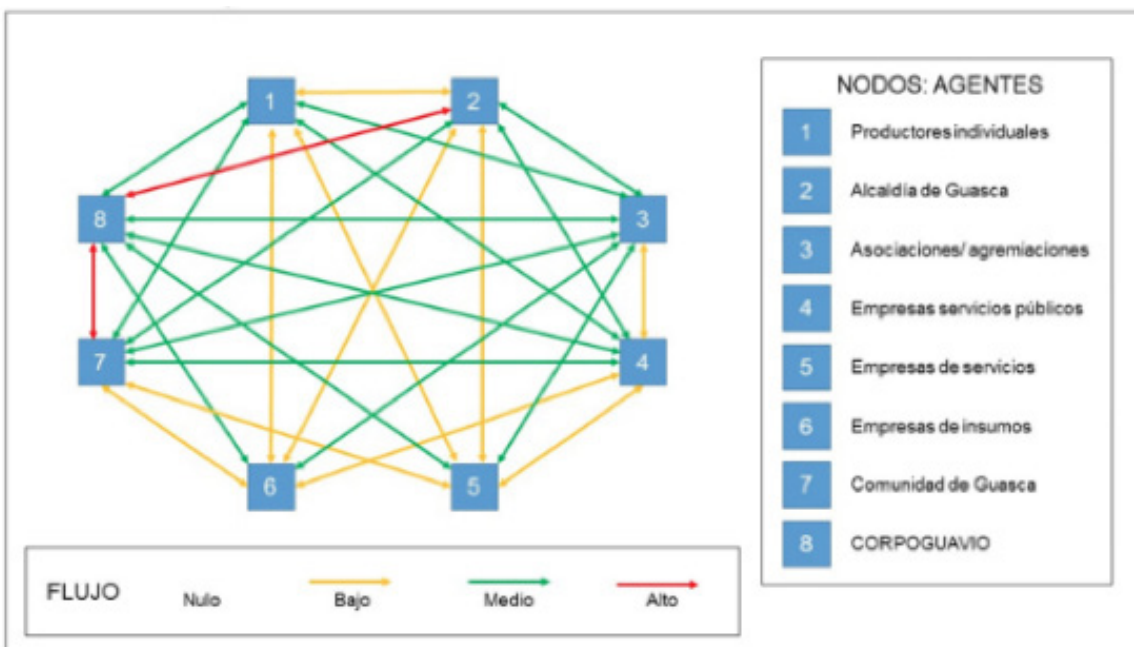 1
2
8
3
7
4
6
5
NODOS: AGENTES
1 Productores individuales
2 Alcaldía de Guasca
3 Asociaciones/ agremiaciones
4 Empresas servicios públicos
5 Empresas de servicios
6 Empresas de insumos
7 Comunidad de Guasca
8 CORPOGUAVIO
FLUJO Nulo Bajo Medio Alto